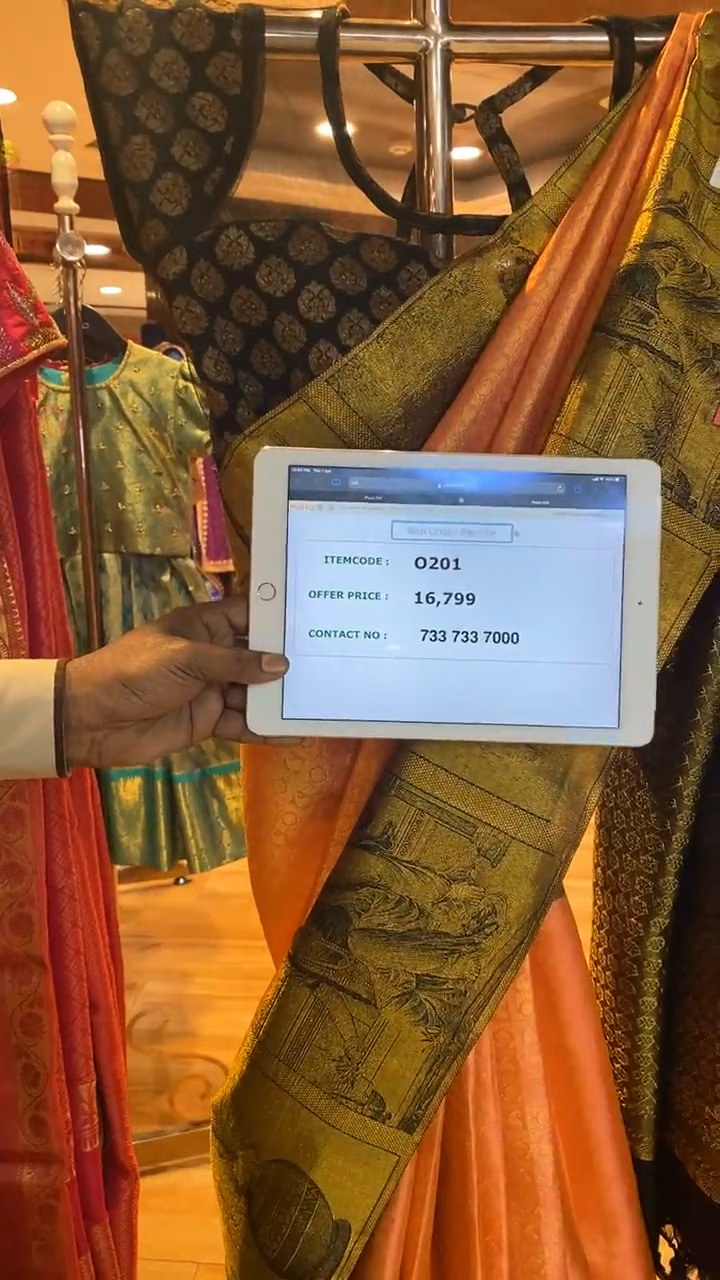 ITEMCODE : O201
OFFER PRICE : 16,799
CONTACT NO : 733 733 7000